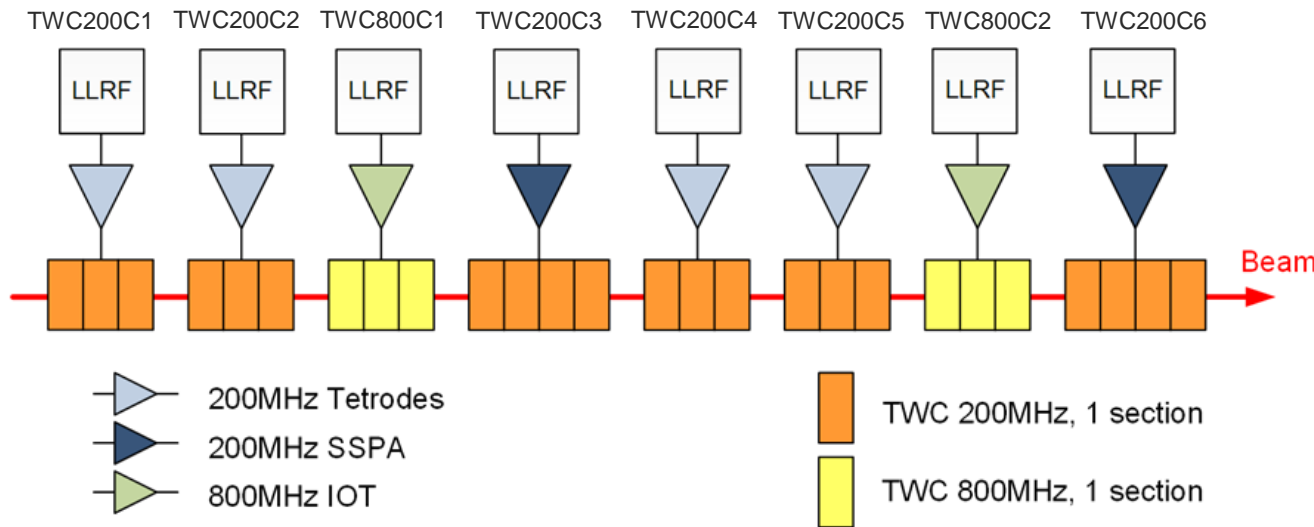 TWC200C1 TWC200C2 TWC800C1 TWC200C3 TWC200C4 TWC200C5 TWC800C2 TWC200C6
LLRF LLRF LLRF LLRF LLRF LLRF LLRF LLRF
Beam
200MHz Tetrodes
200MHz SSPA
800MHz IOT
TWC 200MHz, 1 section
TWC 800MHz, 1 section